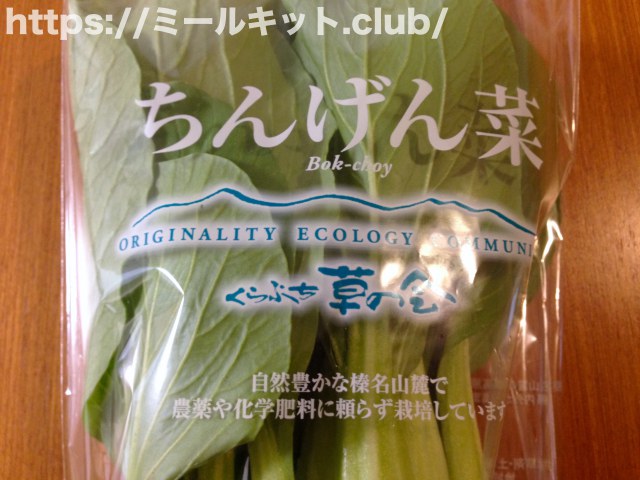 https://ミールキット.club/
ちんげん菜
Bok-choy
ORIGINALITY ECOLOGY
くらぶち草の会
自然豊かな榛名山麓で
農薬や化学肥料に頼らず栽培しています